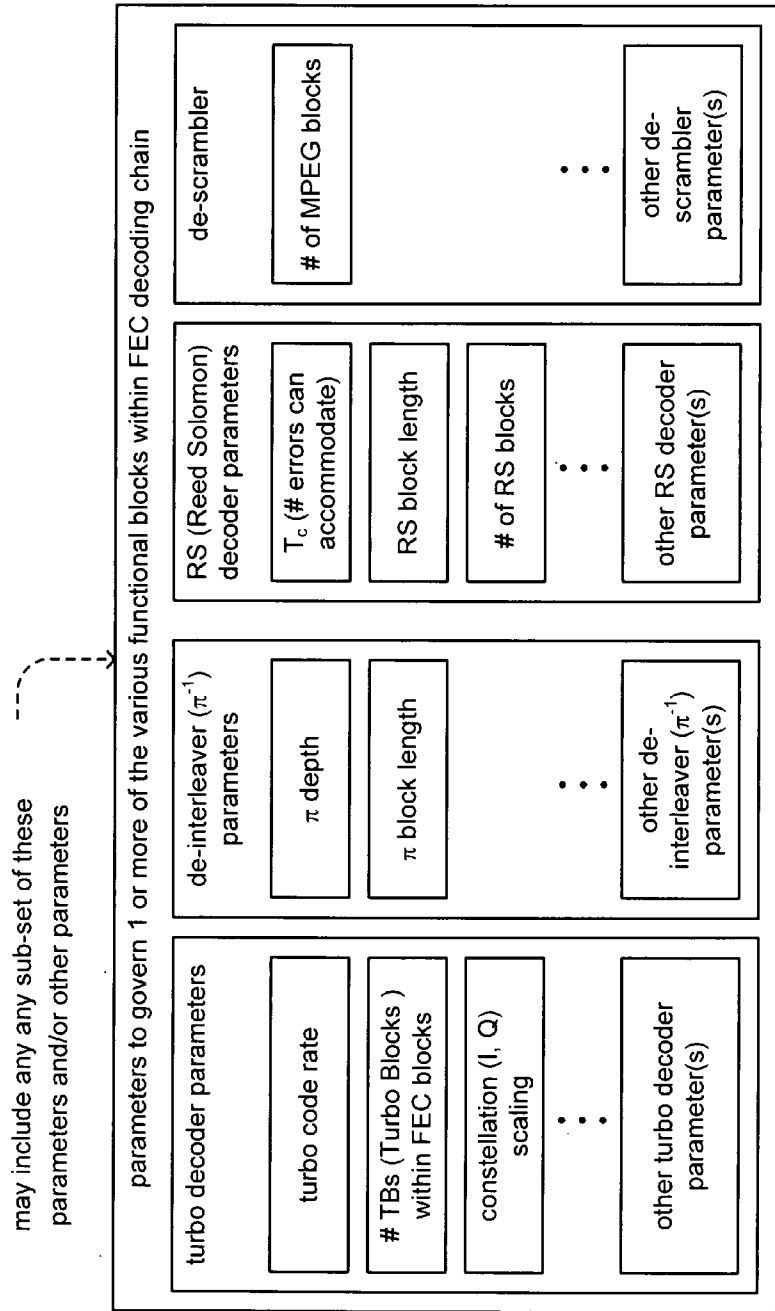 may include any any sub-set of these
parameters and/or other parameters
parameters to govern 1 or more of the various functional blocks within FEC decoding chain
turbo decoder parameters
turbo code rate
# TBs (Turbo Blocks )
within FEC blocks
constellation (I, Q)
scaling
other turbo decoder
parameter(s)
de-interleaver (π⁻¹)
parameters
π depth
π block length
other de-
interleaver (π⁻¹)
parameter(s)
RS (Reed Solomon)
decoder parameters
T꜀ (# errors can
accommodate)
RS block length
# of RS blocks
other RS decoder
parameter(s)
de-scrambler
# of MPEG blocks
other de-
scrambler
parameter(s)